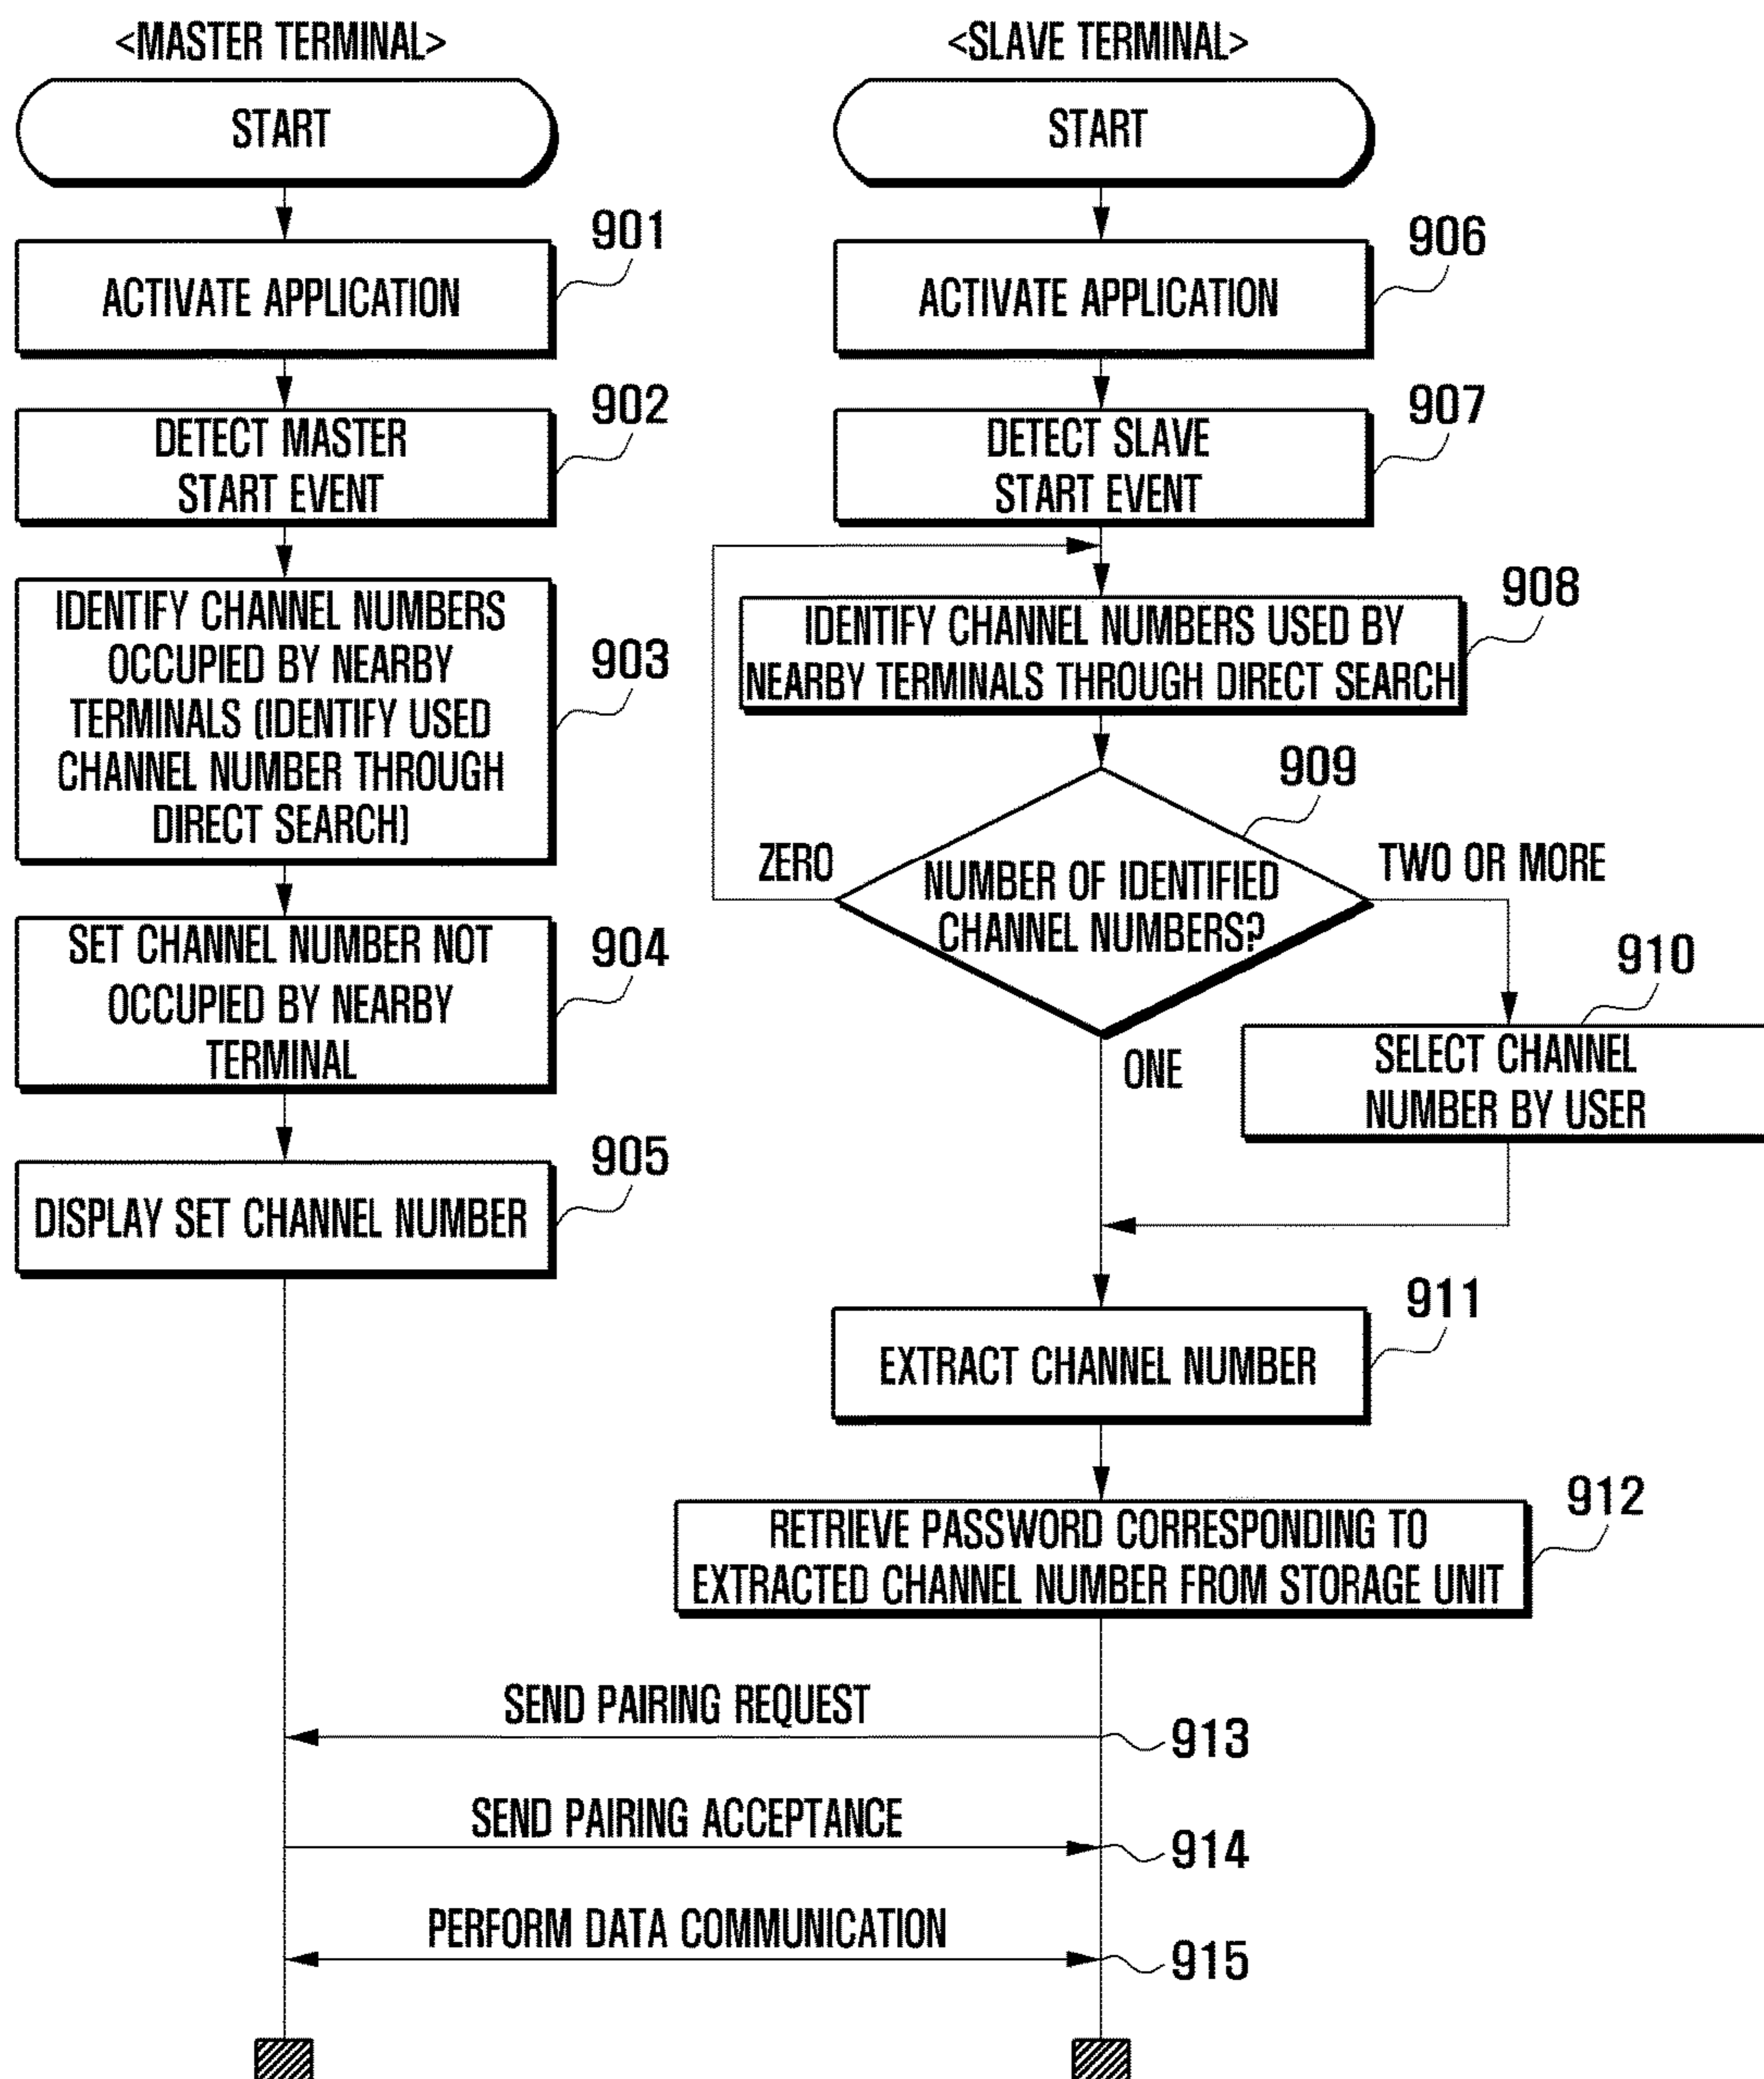 <MASTER TERMINAL>
START
901
ACTIVATE APPLICATION
902
DETECT MASTER
START EVENT
903
IDENTIFY CHANNEL NUMBERS
OCCUPIED BY NEARBY
TERMINALS (IDENTIFY USED
CHANNEL NUMBER THROUGH
DIRECT SEARCH)
904
SET CHANNEL NUMBER NOT
OCCUPIED BY NEARBY
TERMINAL
905
DISPLAY SET CHANNEL NUMBER
<SLAVE TERMINAL>
START
906
ACTIVATE APPLICATION
907
DETECT SLAVE
START EVENT
908
IDENTIFY CHANNEL NUMBERS USED BY
NEARBY TERMINALS THROUGH DIRECT SEARCH
909
ZERO
NUMBER OF IDENTIFIED
CHANNEL NUMBERS?
TWO OR MORE
910
SELECT CHANNEL
NUMBER BY USER
ONE
911
EXTRACT CHANNEL NUMBER
912
RETRIEVE PASSWORD CORRESPONDING TO
EXTRACTED CHANNEL NUMBER FROM STORAGE UNIT
SEND PAIRING REQUEST
913
SEND PAIRING ACCEPTANCE
914
PERFORM DATA COMMUNICATION
915